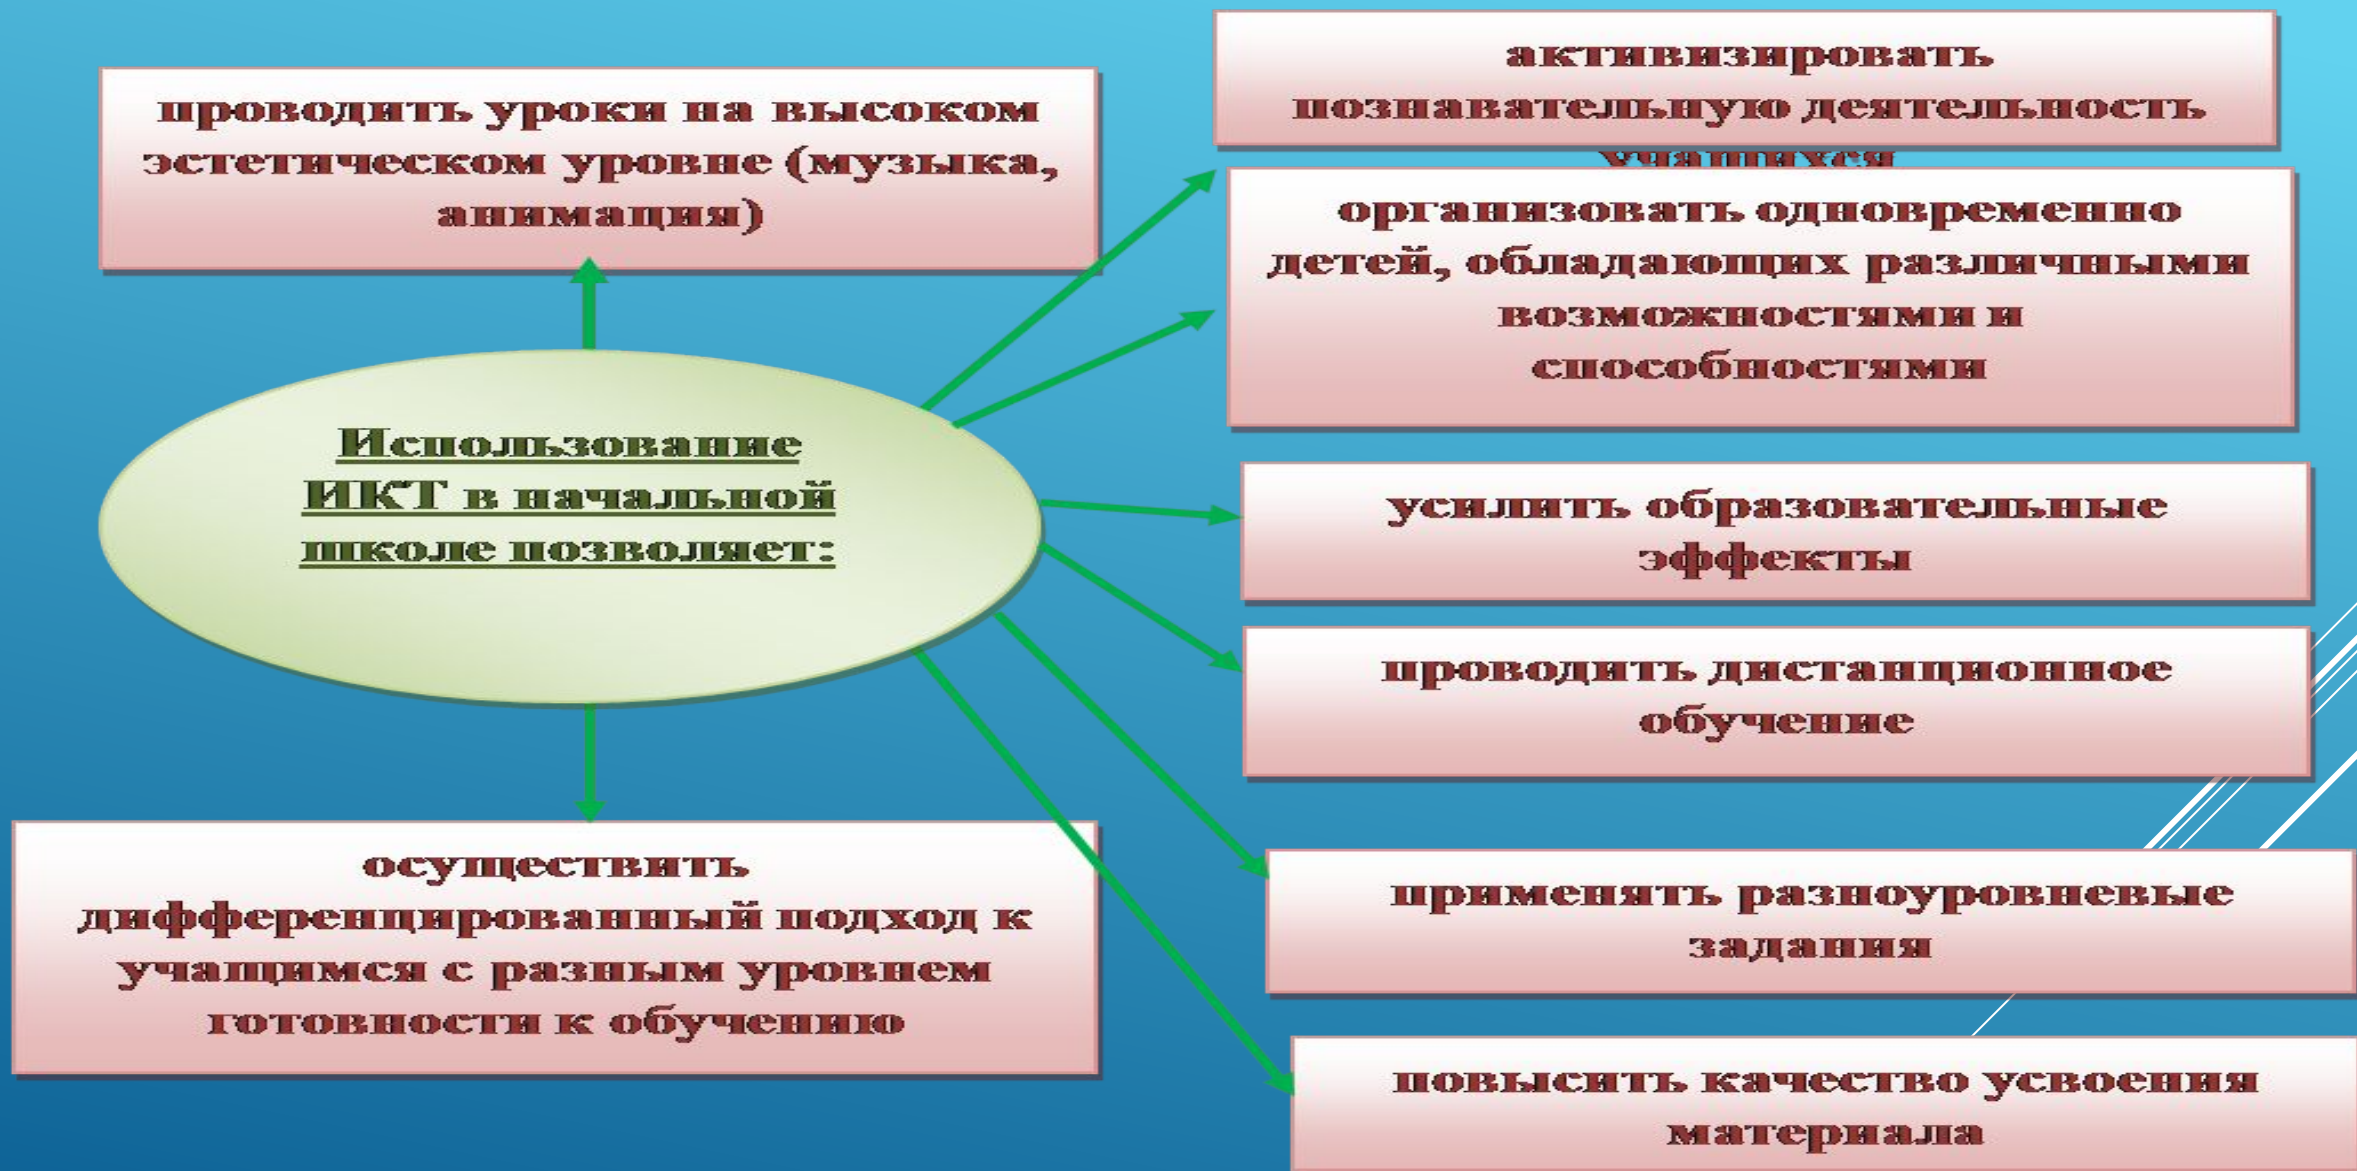 проводить уроки на высоком
эстетическом уровне (музыка,
анимация)
активизировать
познавательную деятельность
учащихся
организовать одновременно
детей, обладающих различными
возможностями и
способностями
Использование
ИКТ в начальной
школе позволяет:
усилить образовательные
эффекты
проводить дистанционное
обучение
осуществить
дифференцированный подход к
учащимся с разным уровнем
готовности к обучению
применять разноуровневые
задания
повысить качество усвоения
материала